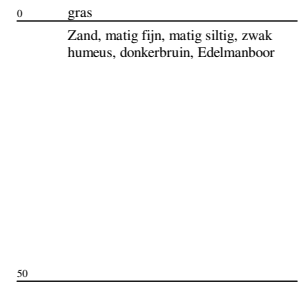 0 gras
Zand, matig fijn, matig siltig, zwak
humeus, donkerbruin, Edelmanboor
50